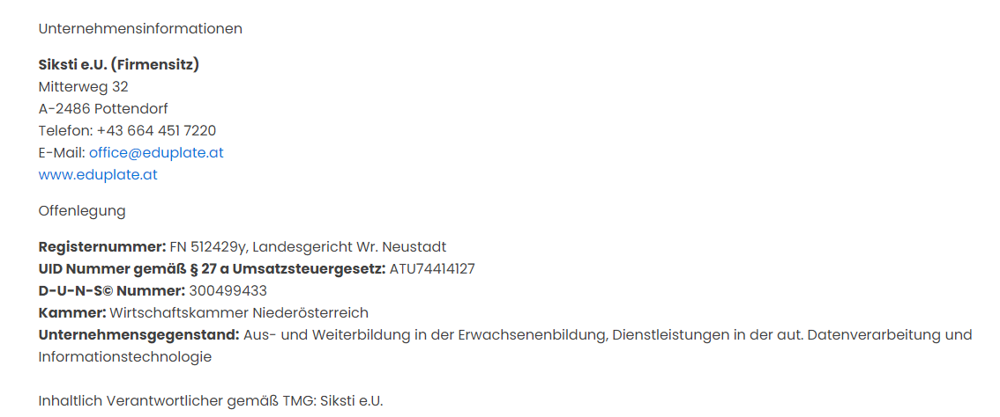 Unternehmensinformationen
Siksti e.U. (Firmensitz)
Mitterweg 32
A-2486 Pottendorf
Telefon: +43 664 451 7220
E-Mail: office@eduplate.at
www.eduplate.at
Offenlegung
Registernummer: FN 512429y, Landesgericht Wr. Neustadt
UID Nummer gemäß § 27 a Umsatzsteuergesetz: ATU74414127
D-U-N-S© Nummer: 300499433
Kammer: Wirtschaftskammer Niederösterreich
Unternehmensgegenstand: Aus- und Weiterbildung in der Erwachsenenbildung, Dienstleistungen in der aut. Datenverarbeitung und
Informationstechnologie
Inhaltlich Verantwortlicher gemäß TMG: Siksti e.U.